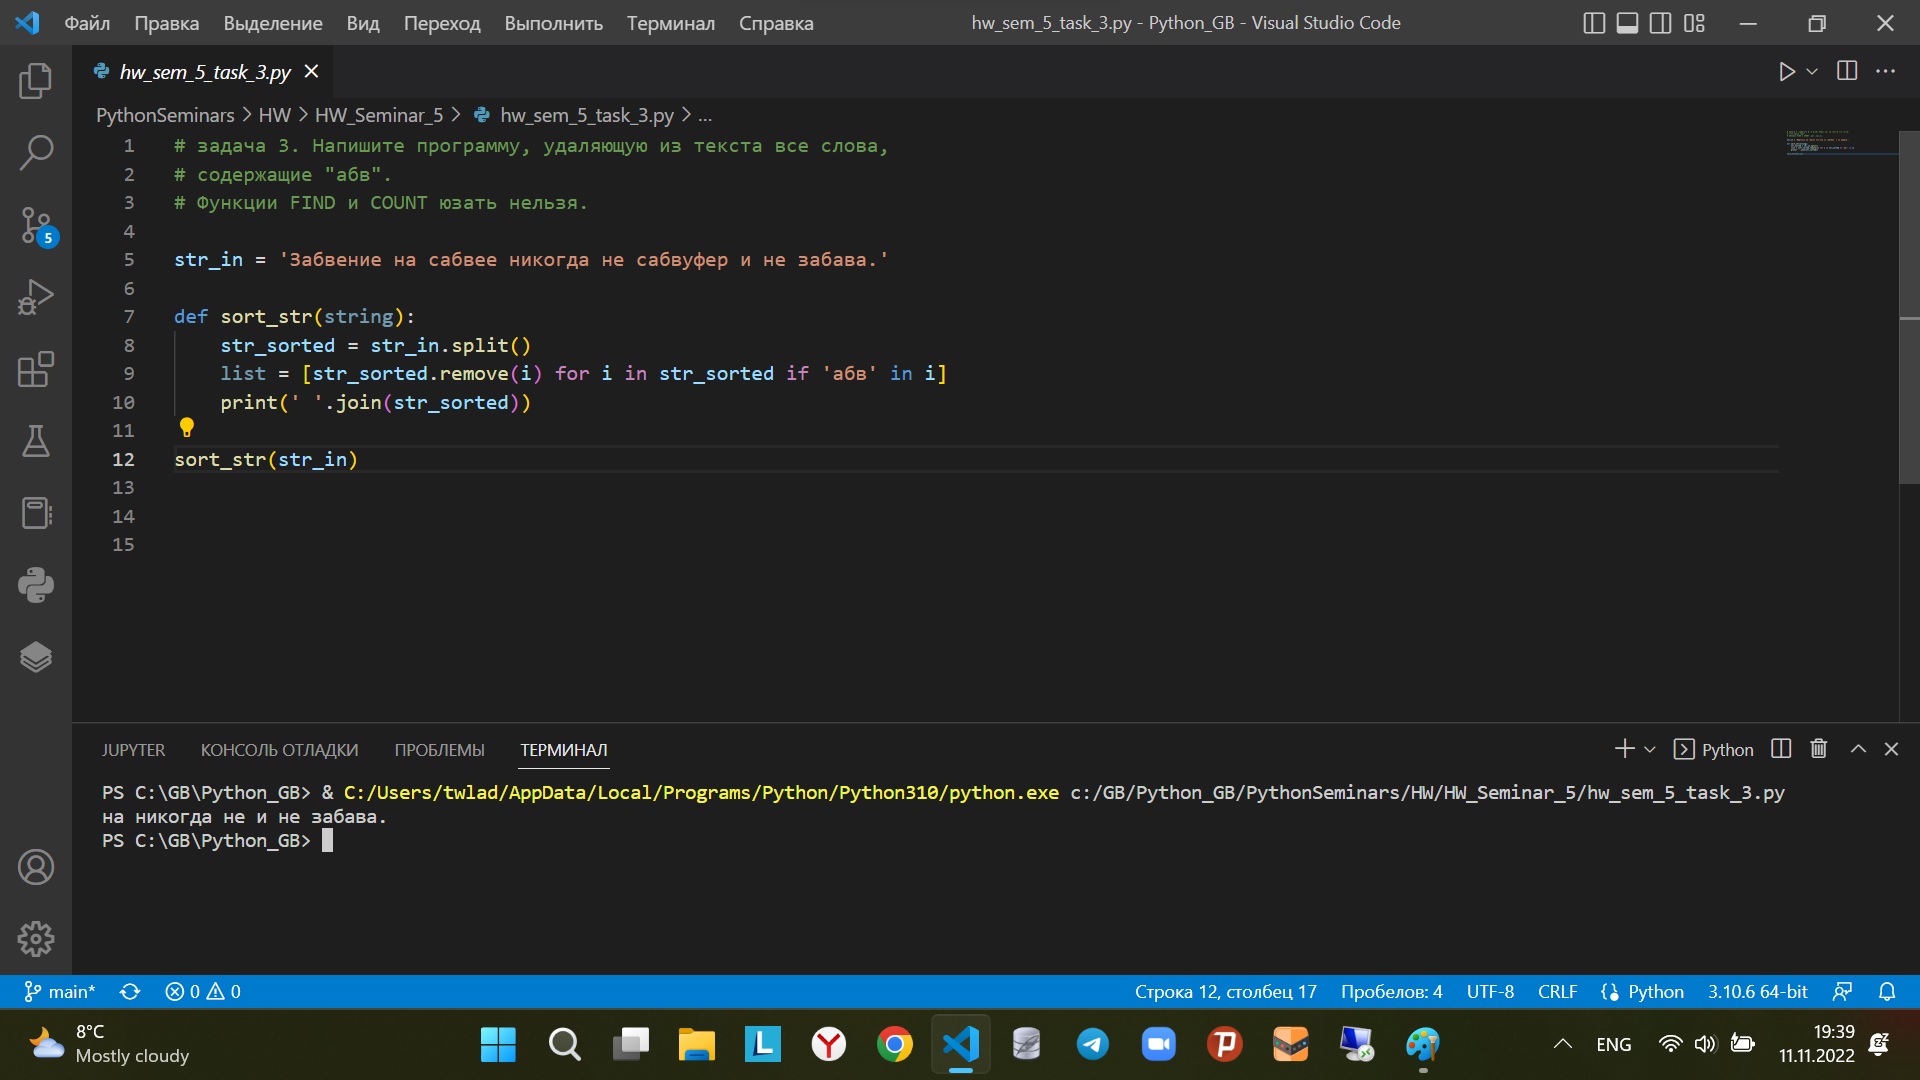 Файл Правка Выделение Вид Переход Выполнить Терминал Справка hw_sem_5_task_3.py - Python_GB - Visual Studio Code
hw_sem_5_task_3.py
PythonSeminars > HW > HW_Seminar_5 > hw_sem_5_task_3.py > ...
1 # задача 3. Напишите программу, удаляющую из текста все слова,
2 # содержащие "абв".
3 # Функции FIND и COUNT юзать нельзя.
4
5 str_in = 'Забвение на сабвее никогда не сабвуфер и не забава.'
6
7 def sort_str(string):
8 str_sorted = str_in.split()
9 list = [str_sorted.remove(i) for i in str_sorted if 'абв' in i]
10 print(' '.join(str_sorted))
11
12 sort_str(str_in)
13
14
15
5
JUPYTER КОНСОЛЬ ОТЛАДКИ ПРОБЛЕМЫ ТЕРМИНАЛ Python
PS C:\GB\Python_GB> & C:/Users/twlad/AppData/Local/Programs/Python/Python310/python.exe c:/GB/Python_GB/PythonSeminars/HW/HW_Seminar_5/hw_sem_5_task_3.py
на никогда не и не забава.
PS C:\GB\Python_GB>
main* 0 0 Строка 12, столбец 17 Пробелов: 4 UTF-8 CRLF Python 3.10.6 64-bit
8°C
Mostly cloudy
ENG
19:39
11.11.2022